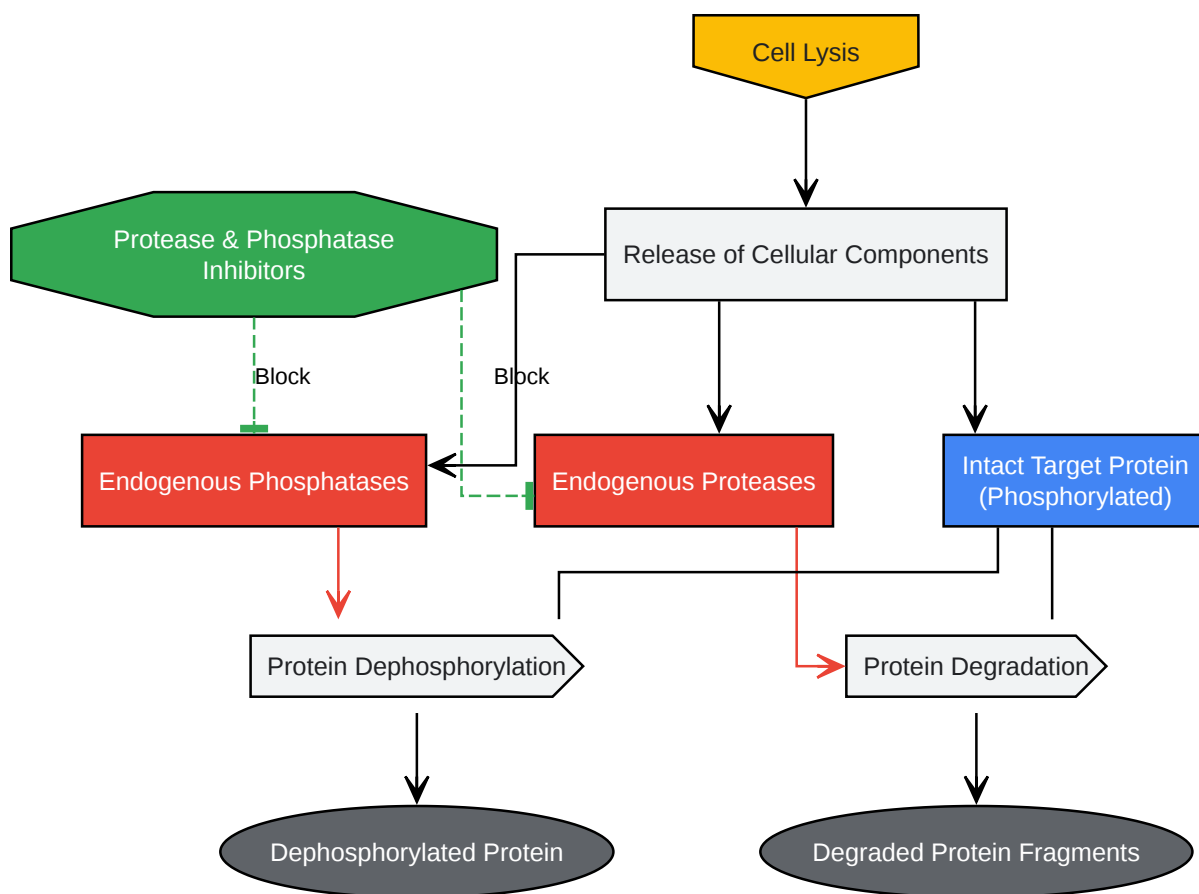 Cell Lysis
Protease & Phosphatase
Inhibitors
Release of Cellular Components
Block
Block
Endogenous Phosphatases
Endogenous Proteases
Intact Target Protein
(Phosphorylated)
Protein Dephosphorylation
Protein Degradation
Dephosphorylated Protein
Degraded Protein Fragments